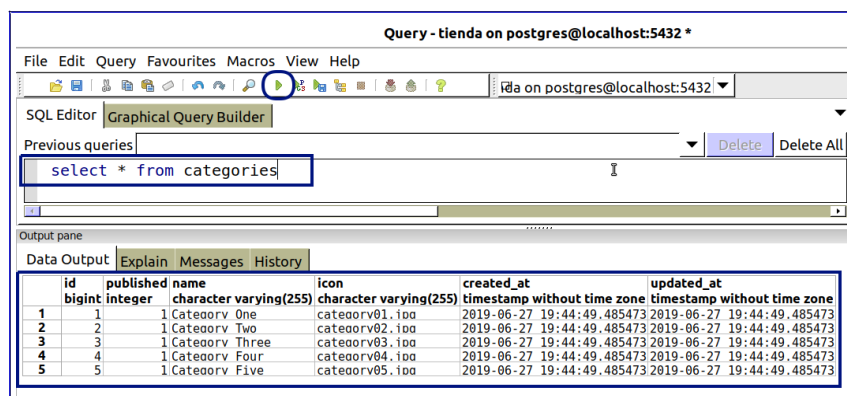 Query - tienda on postgres@localhost:5432 *
File Edit Query Favourites Macros View Help
da on postgres@localhost:5432
SQL Editor Graphical Query Builder
Previous queries Delete Delete All
select * from categories
Output pane
Data Output Explain Messages History
id published name icon created_at updated_at
bigint integer character varying(255) character varying(255) timestamp without time zone timestamp without time zone
1 1 1 Category One category01.jpg 2019-06-27 19:44:49.485473 2019-06-27 19:44:49.485473
2 2 1 Category Two category02.jpg 2019-06-27 19:44:49.485473 2019-06-27 19:44:49.485473
3 3 1 Category Three category03.jpg 2019-06-27 19:44:49.485473 2019-06-27 19:44:49.485473
4 4 1 Category Four category04.jpg 2019-06-27 19:44:49.485473 2019-06-27 19:44:49.485473
5 5 1 Category Five category05.jpg 2019-06-27 19:44:49.485473 2019-06-27 19:44:49.485473